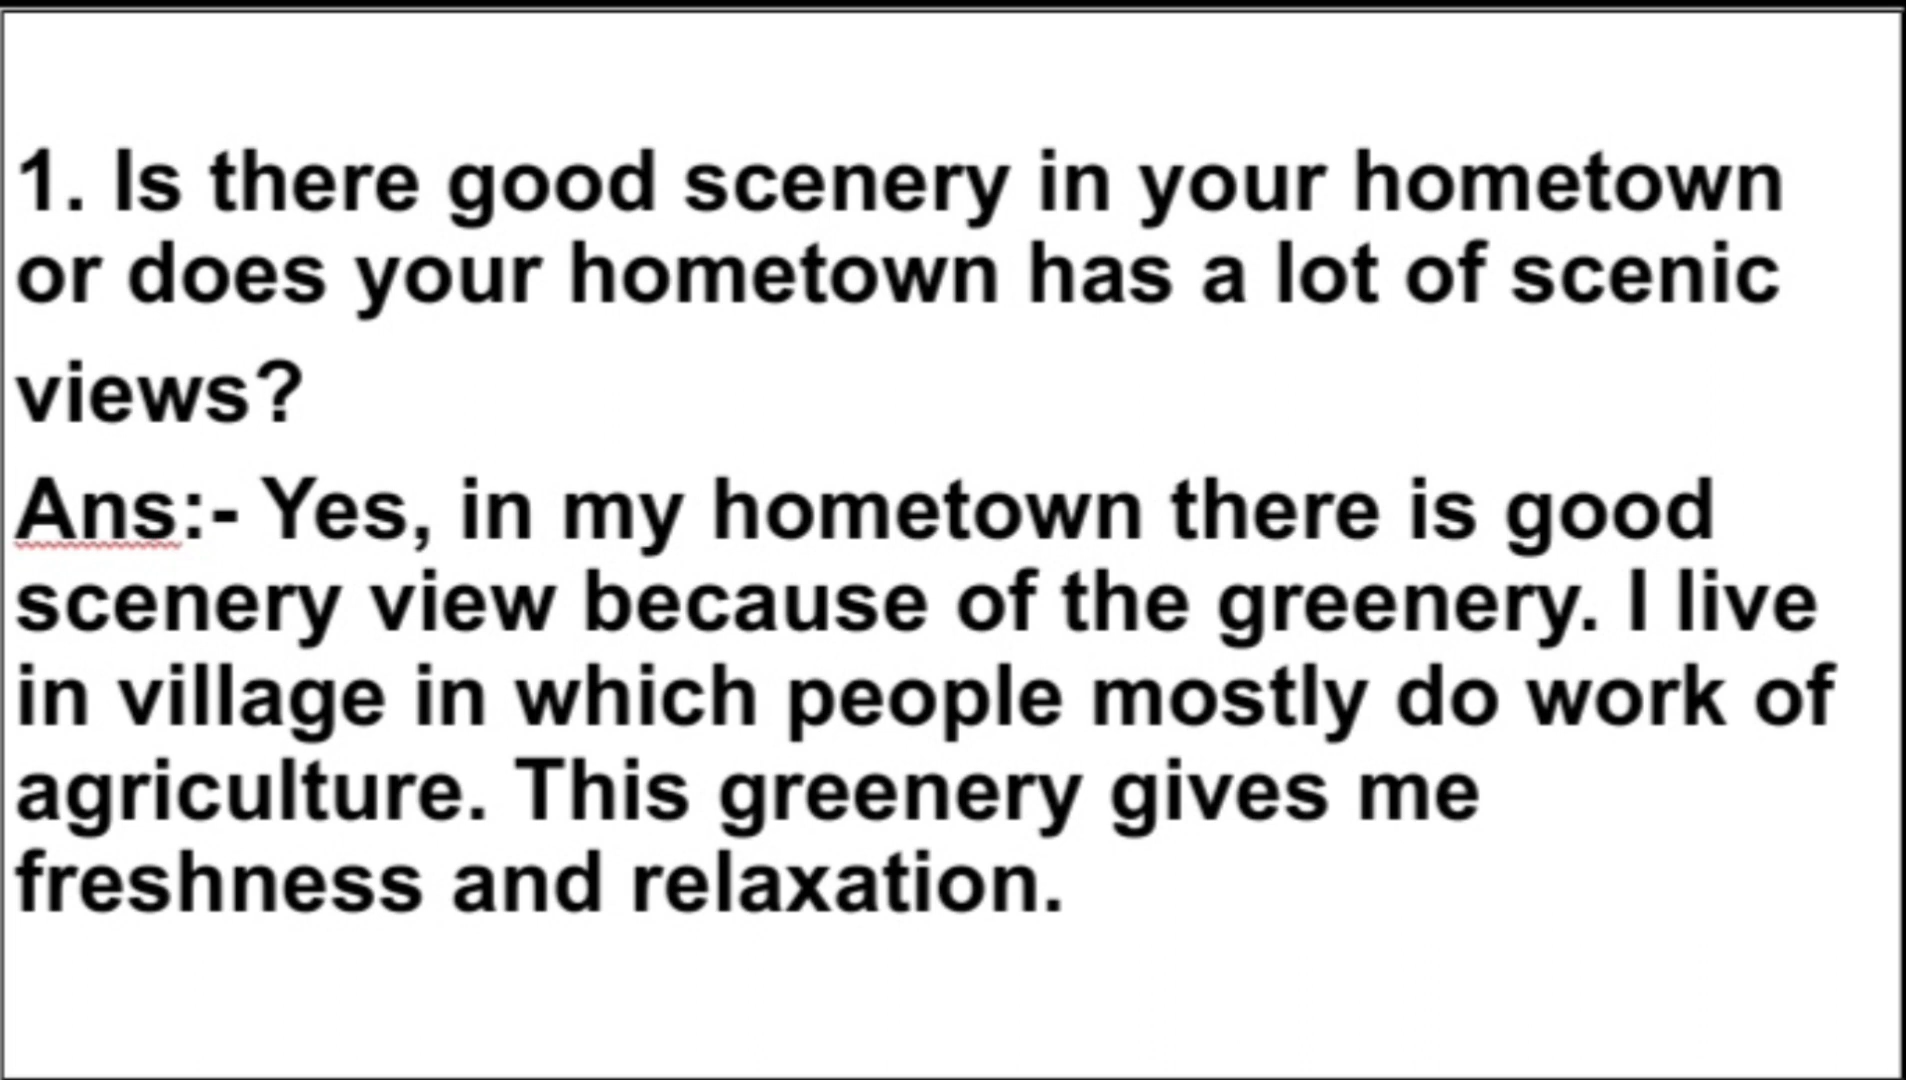 1. Is there good scenery in your hometown
or does your hometown has a lot of scenic
views?
Ans:- Yes, in my hometown there is good
scenery view because of the greenery. I live
in village in which people mostly do work of
agriculture. This greenery gives me
freshness and relaxation.